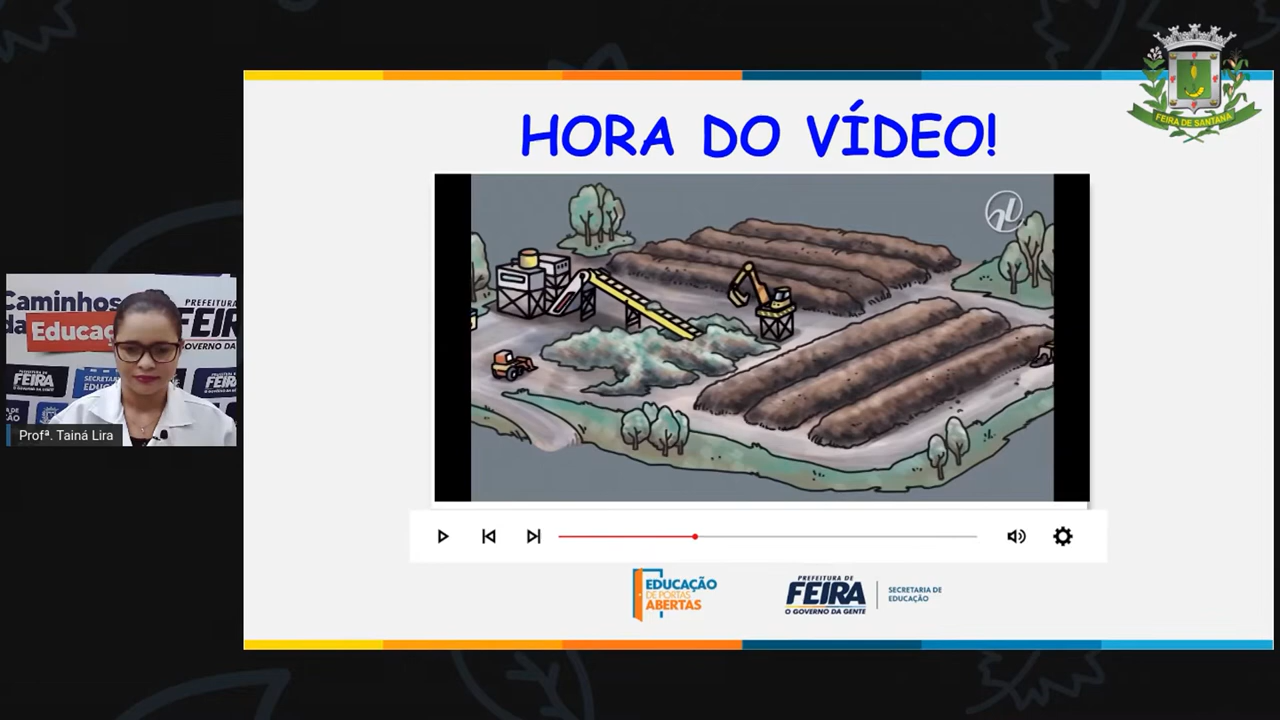 FEIRA DE SANTANA
HORA DO VÍDEO!
Caminhos
da Educaç
PREFEITURA
FEIR
GOVERNO DA
FEIRA
Profª. Tainá Lira
EDUCAÇÃO
DE PORTAS
ABERTAS
PREFEITURA DE
FEIRA
O GOVERNO DA GENTE
SECRETARIA DE
EDUCAÇÃO